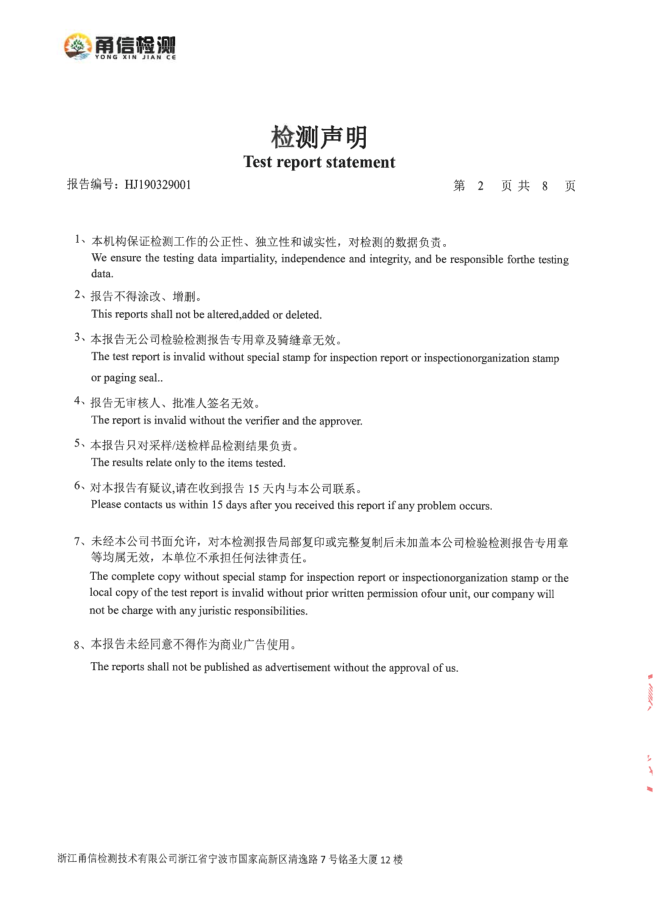 甬信检测
YONG XIN JIAN CE
检测声明
Test report statement
报告编号：HJ190329001 第 2 页 共 8 页
1、本机构保证检测工作的公正性、独立性和诚实性，对检测的数据负责。
We ensure the testing data impartiality, independence and integrity, and be responsible forthe testing
data.
2、报告不得涂改、增删。
This reports shall not be altered,added or deleted.
3、本报告无公司检验检测报告专用章及骑缝章无效。
The test report is invalid without special stamp for inspection report or inspectionorganization stamp
or paging seal..
4、报告无审核人、批准人签名无效。
The report is invalid without the verifier and the approver.
5、本报告只对采样/送检样品检测结果负责。
The results relate only to the items tested.
6、对本报告有疑议,请在收到报告 15 天内与本公司联系。
Please contacts us within 15 days after you received this report if any problem occurs.
7、未经本公司书面允许，对本检测报告局部复印或完整复制后未加盖本公司检验检测报告专用章
等均属无效，本单位不承担任何法律责任。
The complete copy without special stamp for inspection report or inspectionorganization stamp or the
local copy of the test report is invalid without prior written permission ofour unit, our company will
not be charge with any juristic responsibilities.
8、本报告未经同意不得作为商业广告使用。
The reports shall not be published as advertisement without the approval of us.
浙江甬信检测技术有限公司浙江省宁波市国家高新区清逸路 7 号铭圣大厦 12 楼